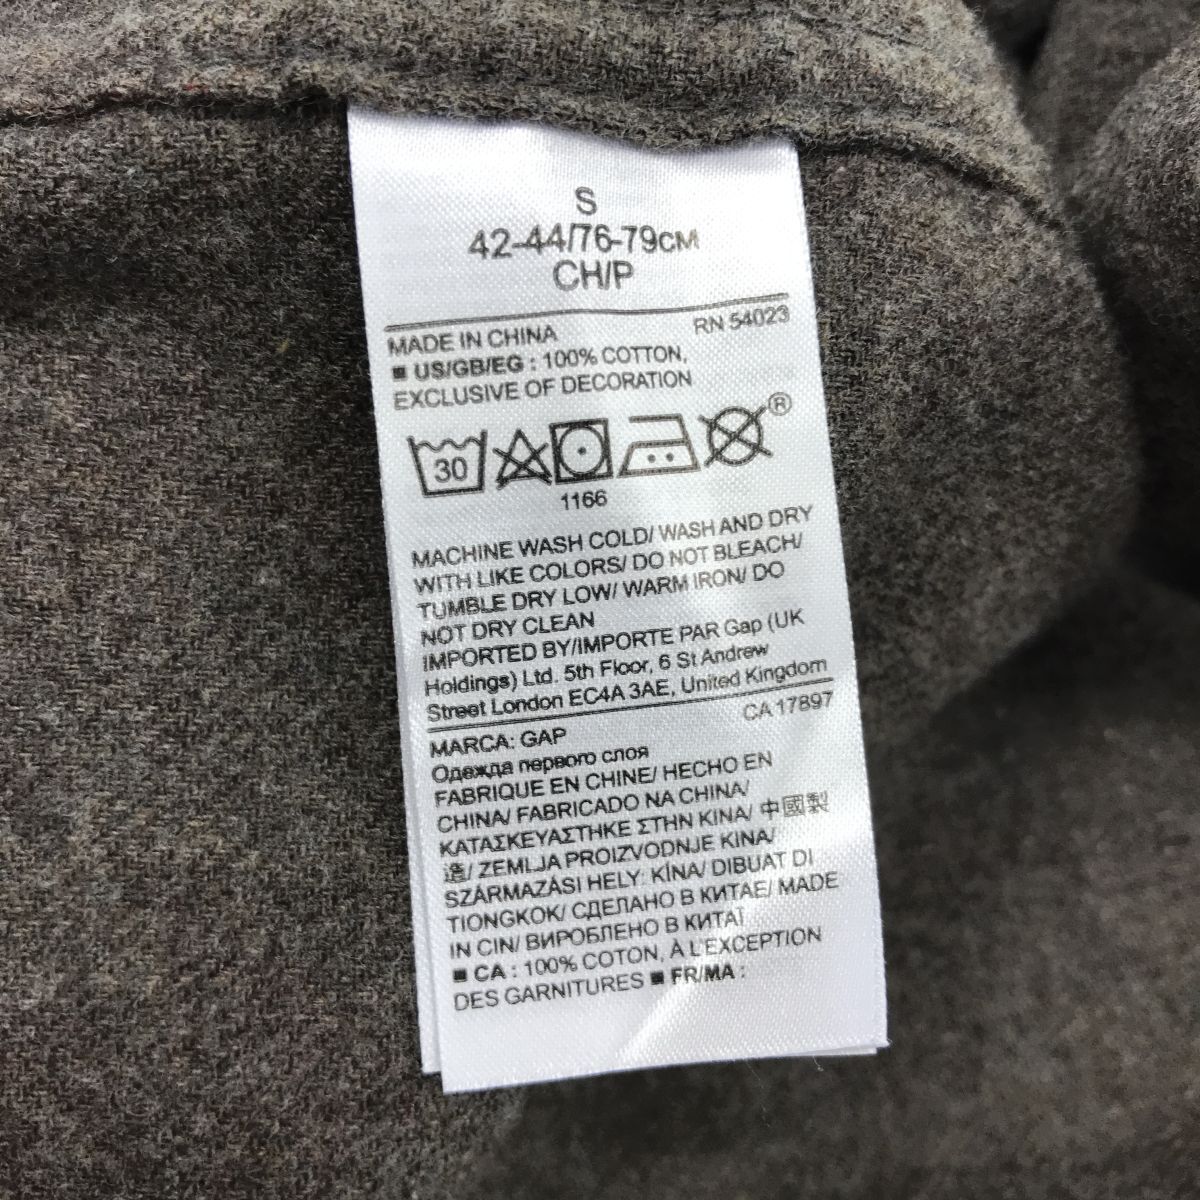 S
42-44/76-79см
CH/P
MADE IN CHINA RN 54023
■ US/GB/EG : 100% COTTON,
EXCLUSIVE OF DECORATION
30 ®
1166
MACHINE WASH COLD/ WASH AND DRY
WITH LIKE COLORS/ DO NOT BLEACH/
TUMBLE DRY LOW/ WARM IRON/ DO
NOT DRY CLEAN
IMPORTED BY/IMPORTE PAR Gap (UK
Holdings) Ltd. 5th Floor, 6 St Andrew
Street London EC4A 3AE, United Kingdom
CA 17897
MARCA: GAP
Одежда первого слоя
FABRIQUE EN CHINE/ HECHO EN
CHINA/ FABRICADO NA CHINA/
ΚΑΤΑΣΚΕΥΑΣΤΗΚΕ ΣΤΗΝ ΚΙΝΑ/ 中國製
造/ ZEMLJA PROIZVODNJE KINA/
SZÁRMAZÁSI HELY: KÍNA/ DIBUAT DI
TIONGKOK/ СДЕЛАНО В КИТАЕ/ MADE
IN CIN/ ВИРОБЛЕНО В КИТАІ
■ CA : 100% COTON, À L'EXCEPTION
DES GARNITURES ■ FR/MA :